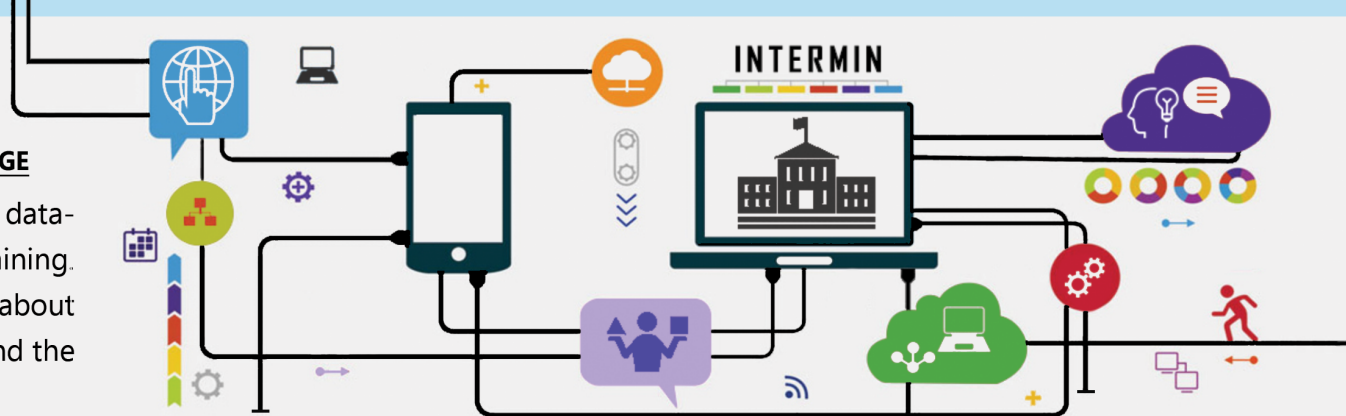 INTERMIN
GE
data-
ining.
about
nd the